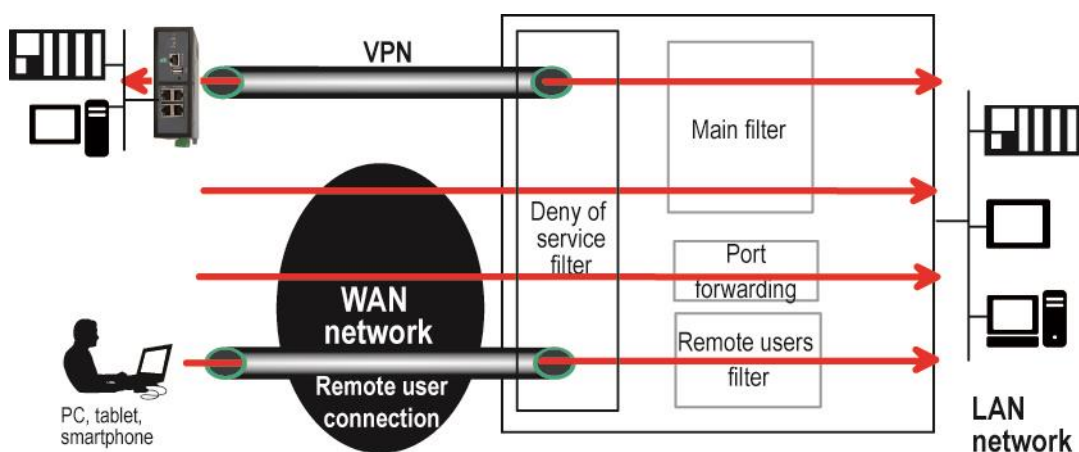 VPN
Main filter
Deny of
service
filter
Port
forwarding
WAN
network
Remote users
filter
Remote user
connection
PC, tablet,
smartphone
LAN
network